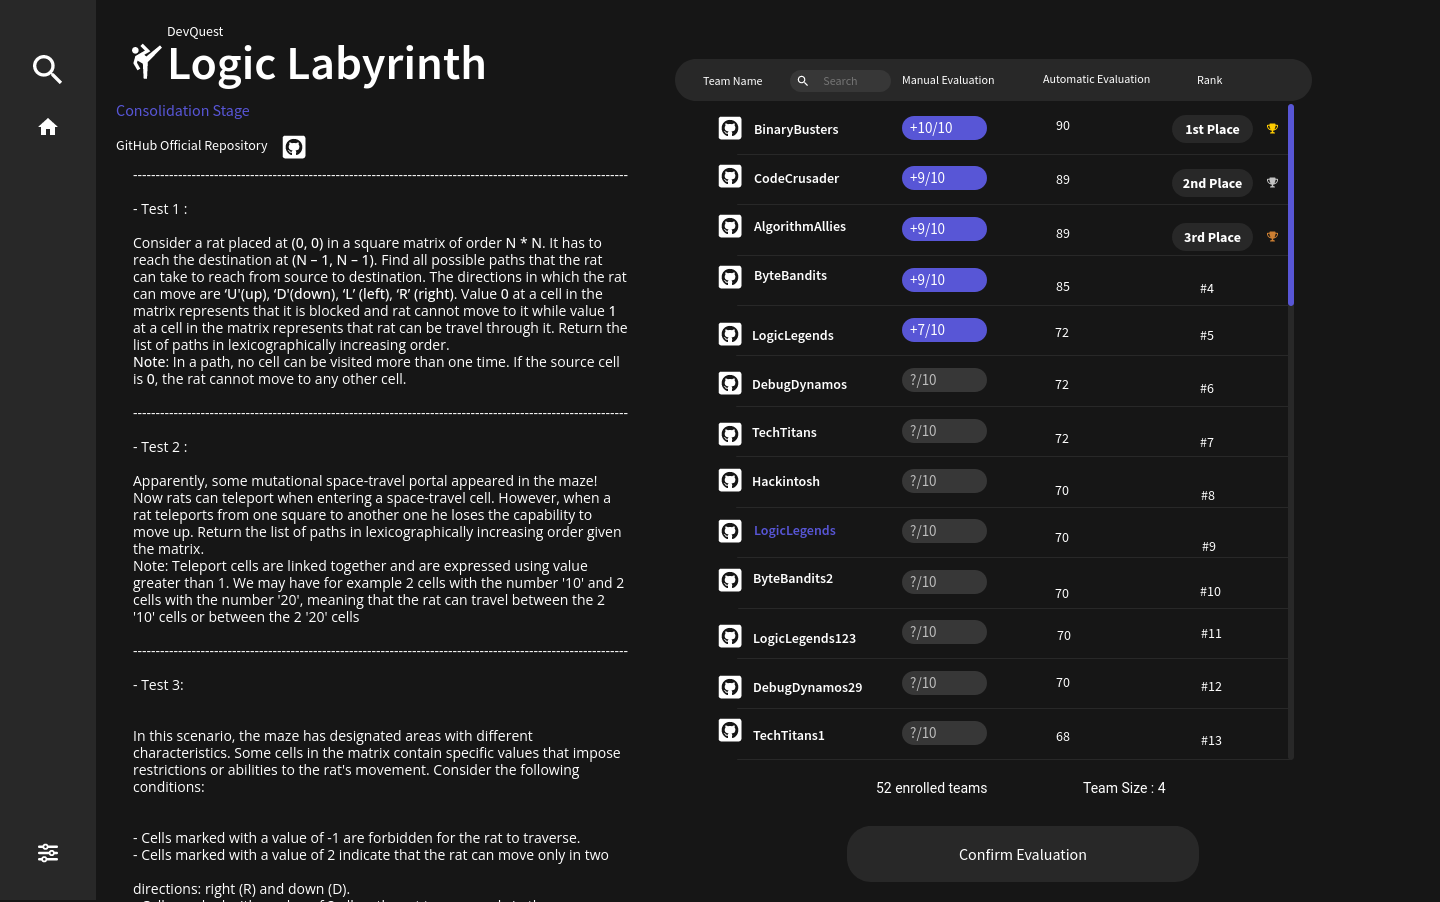 DevQuest
Logic Labyrinth
Consolidation Stage
GitHub Official Repository
--------------------------------------------------------------------------------------------------------------
- Test 1 :
Consider a rat placed at (0, 0) in a square matrix of order N * N. It has to
reach the destination at (N – 1, N – 1). Find all possible paths that the rat
can take to reach from source to destination. The directions in which the rat
can move are ‘U'(up), ‘D'(down), ‘L’ (left), ‘R’ (right). Value 0 at a cell in the
matrix represents that it is blocked and rat cannot move to it while value 1
at a cell in the matrix represents that rat can be travel through it. Return the
list of paths in lexicographically increasing order.
Note: In a path, no cell can be visited more than one time. If the source cell
is 0, the rat cannot move to any other cell.
--------------------------------------------------------------------------------------------------------------
- Test 2 :
Apparently, some mutational space-travel portal appeared in the maze!
Now rats can teleport when entering a space-travel cell. However, when a
rat teleports from one square to another one he loses the capability to
move up. Return the list of paths in lexicographically increasing order given
the matrix.
Note: Teleport cells are linked together and are expressed using value
greater than 1. We may have for example 2 cells with the number '10' and 2
cells with the number '20', meaning that the rat can travel between the 2
'10' cells or between the 2 '20' cells
--------------------------------------------------------------------------------------------------------------
- Test 3:
In this scenario, the maze has designated areas with different
characteristics. Some cells in the matrix contain specific values that impose
restrictions or abilities to the rat's movement. Consider the following
conditions:
- Cells marked with a value of -1 are forbidden for the rat to traverse.
- Cells marked with a value of 2 indicate that the rat can move only in two
directions: right (R) and down (D).
Team Name Search Manual Evaluation Automatic Evaluation Rank
BinaryBusters +10/10 90 1st Place
CodeCrusader +9/10 89 2nd Place
AlgorithmAllies +9/10 89 3rd Place
ByteBandits +9/10 85 #4
LogicLegends +7/10 72 #5
DebugDynamos ?/10 72 #6
TechTitans ?/10 72 #7
Hackintosh ?/10 70 #8
LogicLegends ?/10 70 #9
ByteBandits2 ?/10 70 #10
LogicLegends123 ?/10 70 #11
DebugDynamos29 ?/10 70 #12
TechTitans1 ?/10 68 #13
52 enrolled teams Team Size : 4
Confirm Evaluation